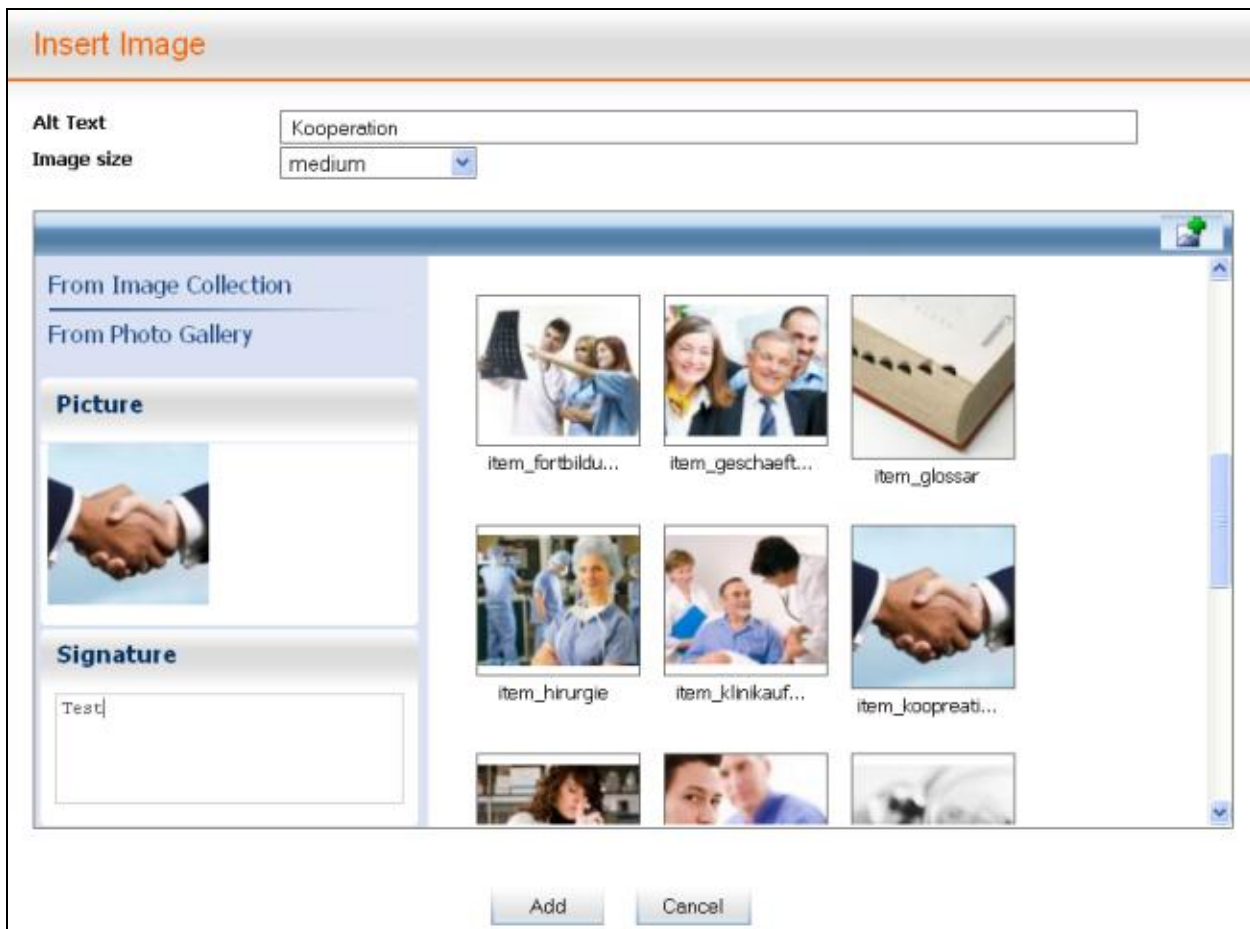 Insert Image
Alt Text Kooperation
Image size medium
From Image Collection
From Photo Gallery
Picture
Signature
Test
item_fortbildu... item_geschaeft... item_glossar
item_hirurgie item_klinikauf... item_koopreati...
Add Cancel